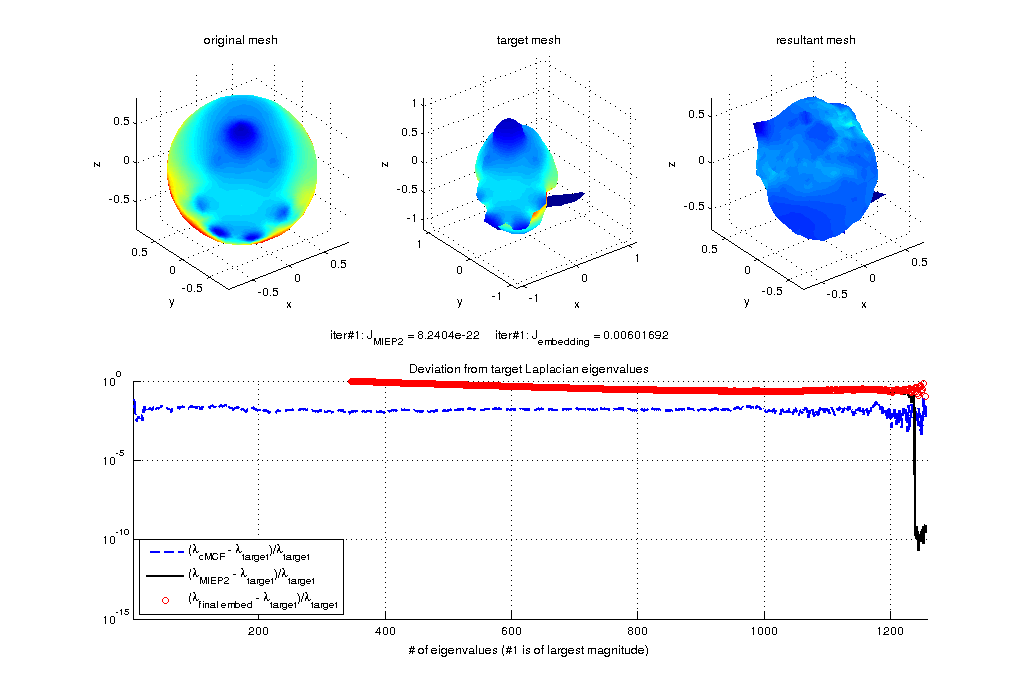 original mesh
target mesh
resultant mesh
z
0.5
0
-0.5
0.5
0
-0.5
y
-0.5
0
0.5
x
z
1
0.5
0
-0.5
-1
1
0
-1
y
-1
0
1
x
z
0.5
0
-0.5
0.5
0
-0.5
y
-0.5
0
0.5
x
iter#1: J_MIEP2 = 8.2404e-22 iter#1: J_embedding = 0.00601692
Deviation from target Laplacian eigenvalues
10^0
10^-5
10^-10
10^-15
(λ_cMCF - λ_target)/λ_target
(λ_MIEP2 - λ_target)/λ_target
(λ_final embed - λ_target)/λ_target
200 400 600 800 1000 1200
# of eigenvalues (#1 is of largest magnitude)